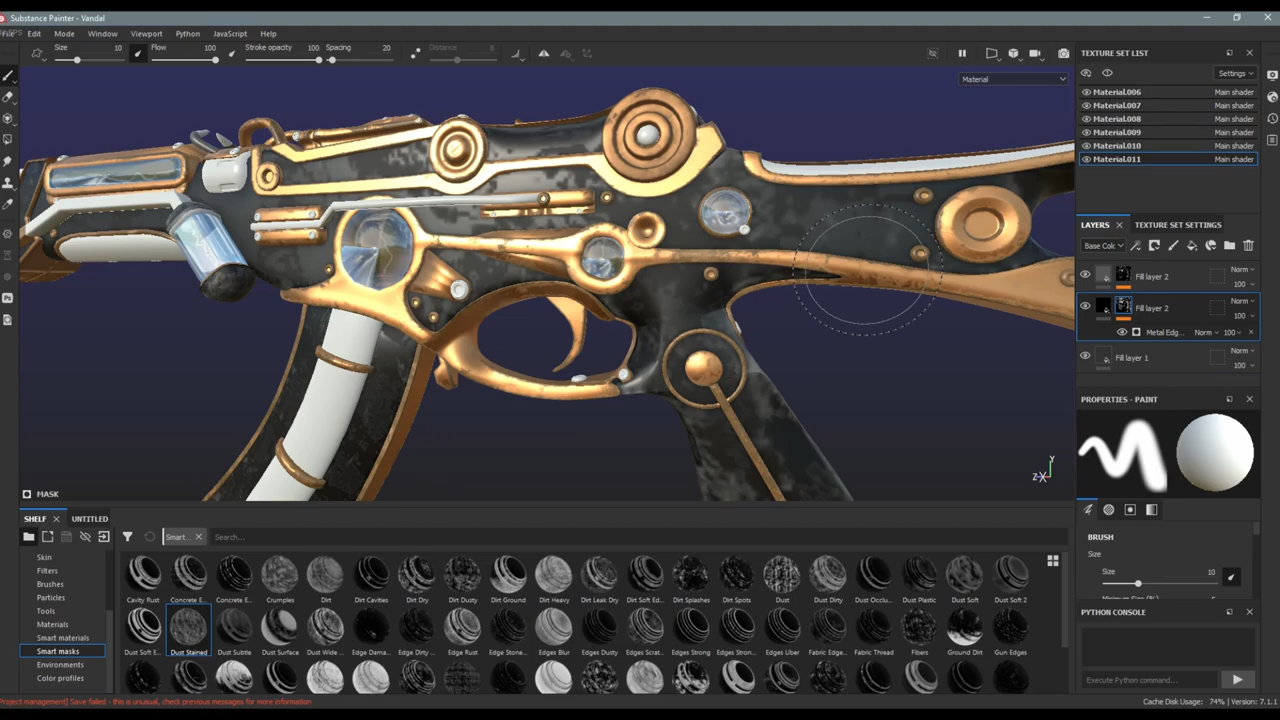 Substance Painter - Vandal
File Edit Mode Window Viewport Python JavaScript Help
Size 10 Flow 100 Stroke opacity 100 Spacing 20 Distance 8
Material
MASK
TEXTURE SET LIST
Settings
Material.006 Main shader
Material.007 Main shader
Material.008 Main shader
Material.009 Main shader
Material.010 Main shader
Material.011 Main shader
LAYERS TEXTURE SET SETTINGS
Base Col
Fill layer 2 Norm 100
Fill layer 2 Norm 100
Metal Edg... Norm 100
Fill layer 1 Norm 100
PROPERTIES - PAINT
BRUSH
Size
Size 10
PYTHON CONSOLE
Execute Python command...
SHELF UNTITLED
Smart... Search...
Skin
Filters
Brushes
Particles
Tools
Materials
Smart materials
Smart masks
Environments
Color profiles
Cavity Rust Concrete E... Concrete E... Crumples Dirt Dirt Cavities Dirt Dry Dirt Dusty Dirt Ground Dirt Heavy Dirt Leak Dry Dirt Soft Ed... Dirt Splashes Dirt Spots Dust Dust Dirty Dust Occlu... Dust Plastic Dust Soft Dust Soft 2
Dust Soft E... Dust Stained Dust Subtle Dust Surface Dust Wide ... Edge Dama... Edge Dirty ... Edge Rust Edge Stone... Edges Blur Edges Dusty Edges Scrat... Edges Strong Edges Stron... Edges Uber Fabric Edge... Fabric Thread Fibers Ground Dirt Gun Edges
Project management] Save failed - this is unusual, check previous messages for more information
Cache Disk Usage: 74% | Version: 7.1.1